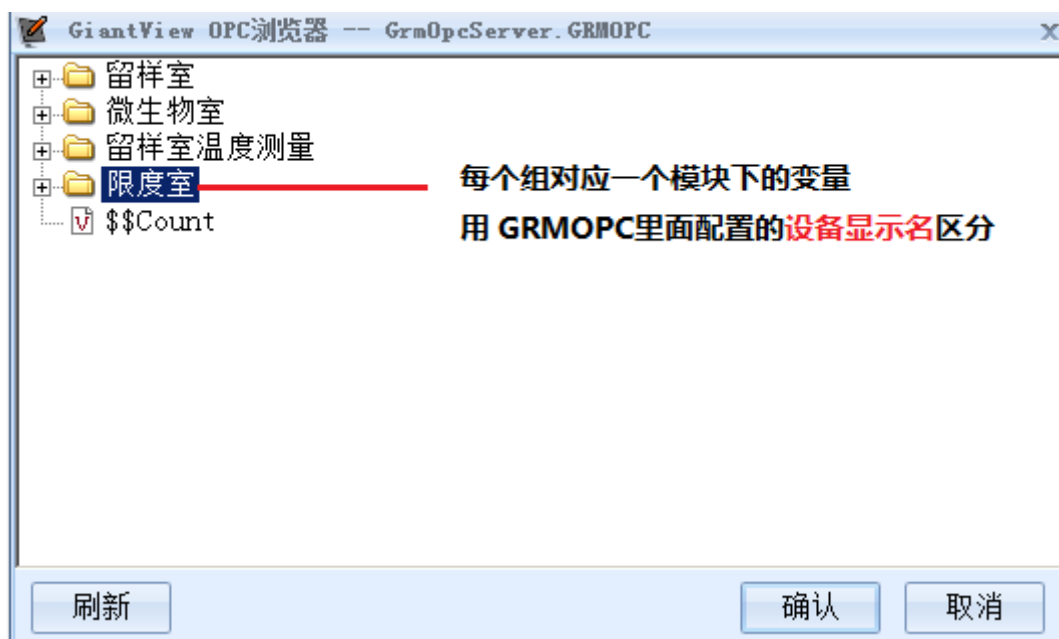 GiantView OPC浏览器 -- GrmOpcServer.GRMOPC
留样室
微生物室
留样室温度测量
限度室
每个组对应一个模块下的变量
$$Count
用 GRMOPC里面配置的设备显示名区分
刷新
确认
取消